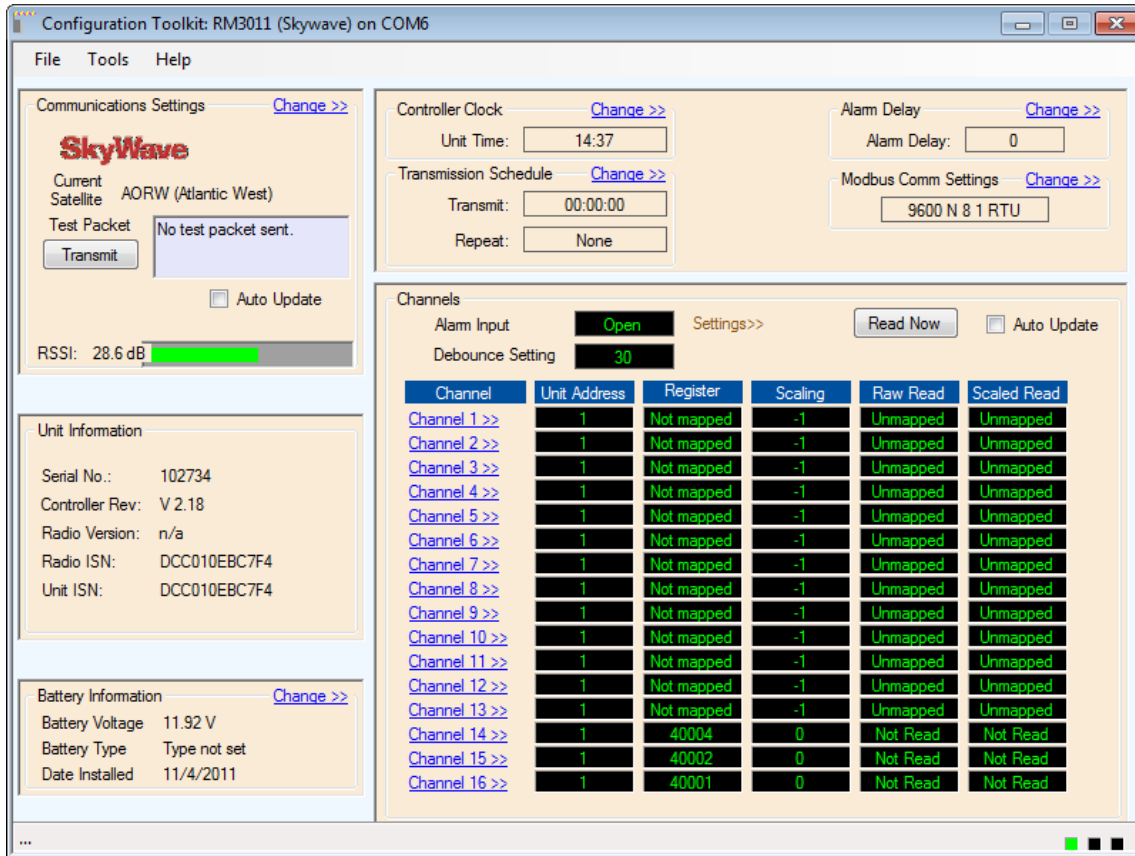 Configuration Toolkit: RM3011 (Skywave) on COM6
File Tools Help
Communications Settings Change >>
SkyWave
Current Satellite AORW (Atlantic West)
Test Packet No test packet sent.
Transmit
Auto Update
RSSI: 28.6 dB
Unit Information
Serial No.: 102734
Controller Rev: V 2.18
Radio Version: n/a
Radio ISN: DCC010EBC7F4
Unit ISN: DCC010EBC7F4
Battery Information Change >>
Battery Voltage 11.92 V
Battery Type Type not set
Date Installed 11/4/2011
Controller Clock Change >>
Unit Time: 14:37
Transmission Schedule Change >>
Transmit: 00:00:00
Repeat: None
Alarm Delay Change >>
Alarm Delay: 0
Modbus Comm Settings Change >>
9600 N 8 1 RTU
Channels
Alarm Input Open Settings>> Read Now Auto Update
Debounce Setting 30
Channel Unit Address Register Scaling Raw Read Scaled Read
Channel 1 >> 1 Not mapped -1 Unmapped Unmapped
Channel 2 >> 1 Not mapped -1 Unmapped Unmapped
Channel 3 >> 1 Not mapped -1 Unmapped Unmapped
Channel 4 >> 1 Not mapped -1 Unmapped Unmapped
Channel 5 >> 1 Not mapped -1 Unmapped Unmapped
Channel 6 >> 1 Not mapped -1 Unmapped Unmapped
Channel 7 >> 1 Not mapped -1 Unmapped Unmapped
Channel 8 >> 1 Not mapped -1 Unmapped Unmapped
Channel 9 >> 1 Not mapped -1 Unmapped Unmapped
Channel 10 >> 1 Not mapped -1 Unmapped Unmapped
Channel 11 >> 1 Not mapped -1 Unmapped Unmapped
Channel 12 >> 1 Not mapped -1 Unmapped Unmapped
Channel 13 >> 1 Not mapped -1 Unmapped Unmapped
Channel 14 >> 1 40004 0 Not Read Not Read
Channel 15 >> 1 40002 0 Not Read Not Read
Channel 16 >> 1 40001 0 Not Read Not Read
...